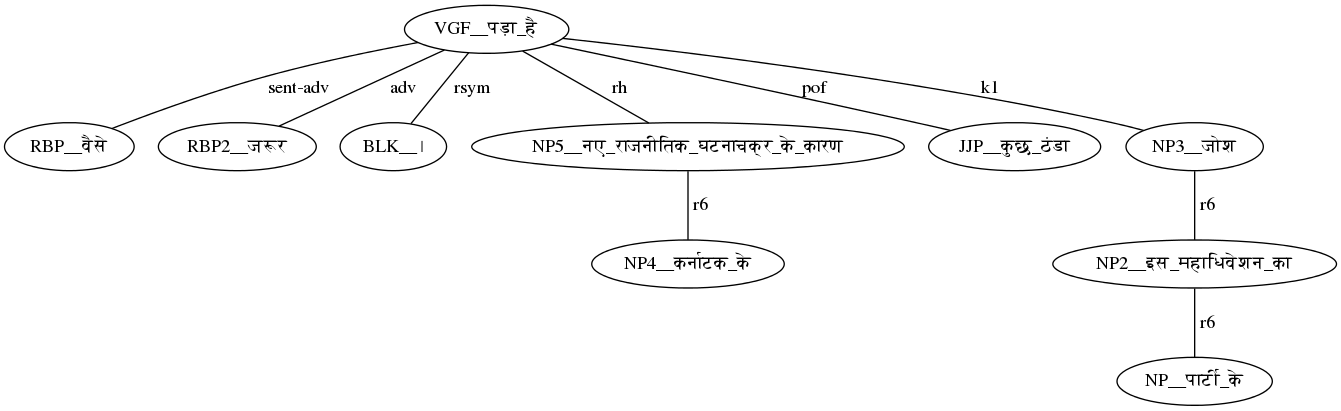 VGF__पड़ा_है
sent-adv adv rsym rh pof k1
RBP__वैसे RBP2__जरूर BLK__। NP5__नए_राजनीतिक_घटनाचक्र_के_कारण JJP__कुछ_ठंडा NP3__जोश
r6 r6
NP4__कर्नाटक_के NP2__इस_महाधिवेशन_का
r6
NP__पार्टी_के